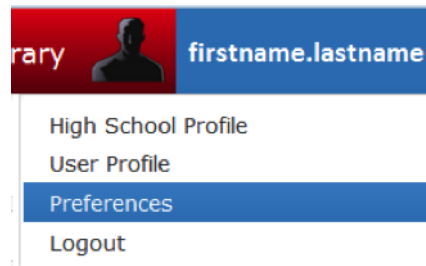 rary firstname.lastname
High School Profile
User Profile
Preferences
Logout